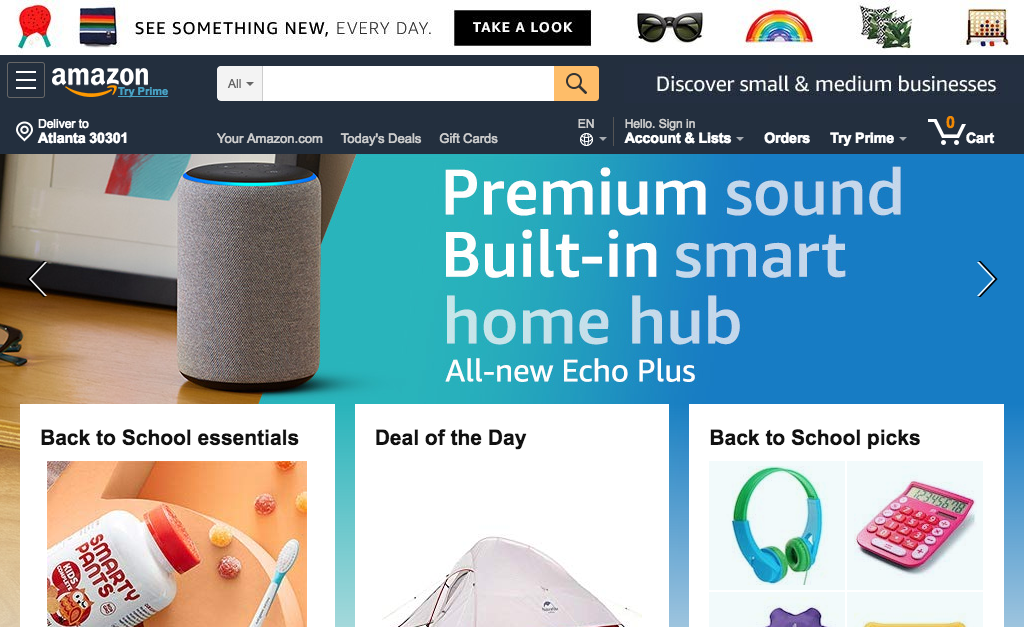 SEE SOMETHING NEW, EVERY DAY.
TAKE A LOOK
amazon
Try Prime
All
Discover small & medium businesses
Deliver to
Atlanta 30301
Your Amazon.com
Today's Deals
Gift Cards
EN
Hello. Sign in
Account & Lists
Orders
Try Prime
0
Cart
Premium sound
Built-in smart
home hub
All-new Echo Plus
Back to School essentials
Deal of the Day
Back to School picks
SMARTY
PANTS
KIDS
COMPLETE